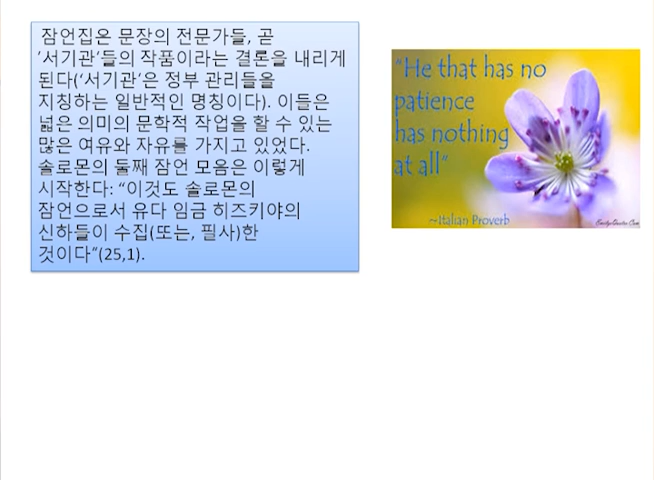 잠언집은 문장의 전문가들, 곧
‘서기관’들의 작품이라는 결론을 내리게
된다(‘서기관’은 정부 관리들을
지칭하는 일반적인 명칭이다). 이들은
넓은 의미의 문학적 작업을 할 수 있는
많은 여유와 자유를 가지고 있었다.
솔로몬의 둘째 잠언 모음은 이렇게
시작한다: “이것도 솔로몬의
잠언으로서 유다 임금 히즈키야의
신하들이 수집(또는, 필사)한
것이다“(25,1).
“He that has no
patience
has nothing
at all“
~Italian Proverb